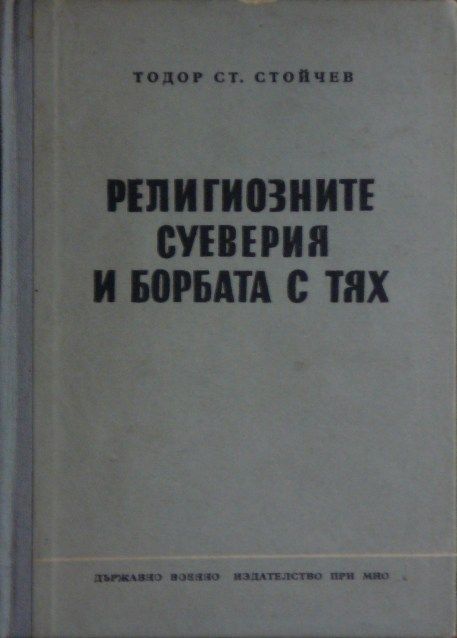 ТОДОР СТ. СТОЙЧЕВ
РЕЛИГИОЗНИТЕ
СУЕВЕРИЯ
И БОРБАТА С ТЯХ
ДЪРЖАВНО ВОЕННО ИЗДАТЕЛСТВО ПРИ МНО